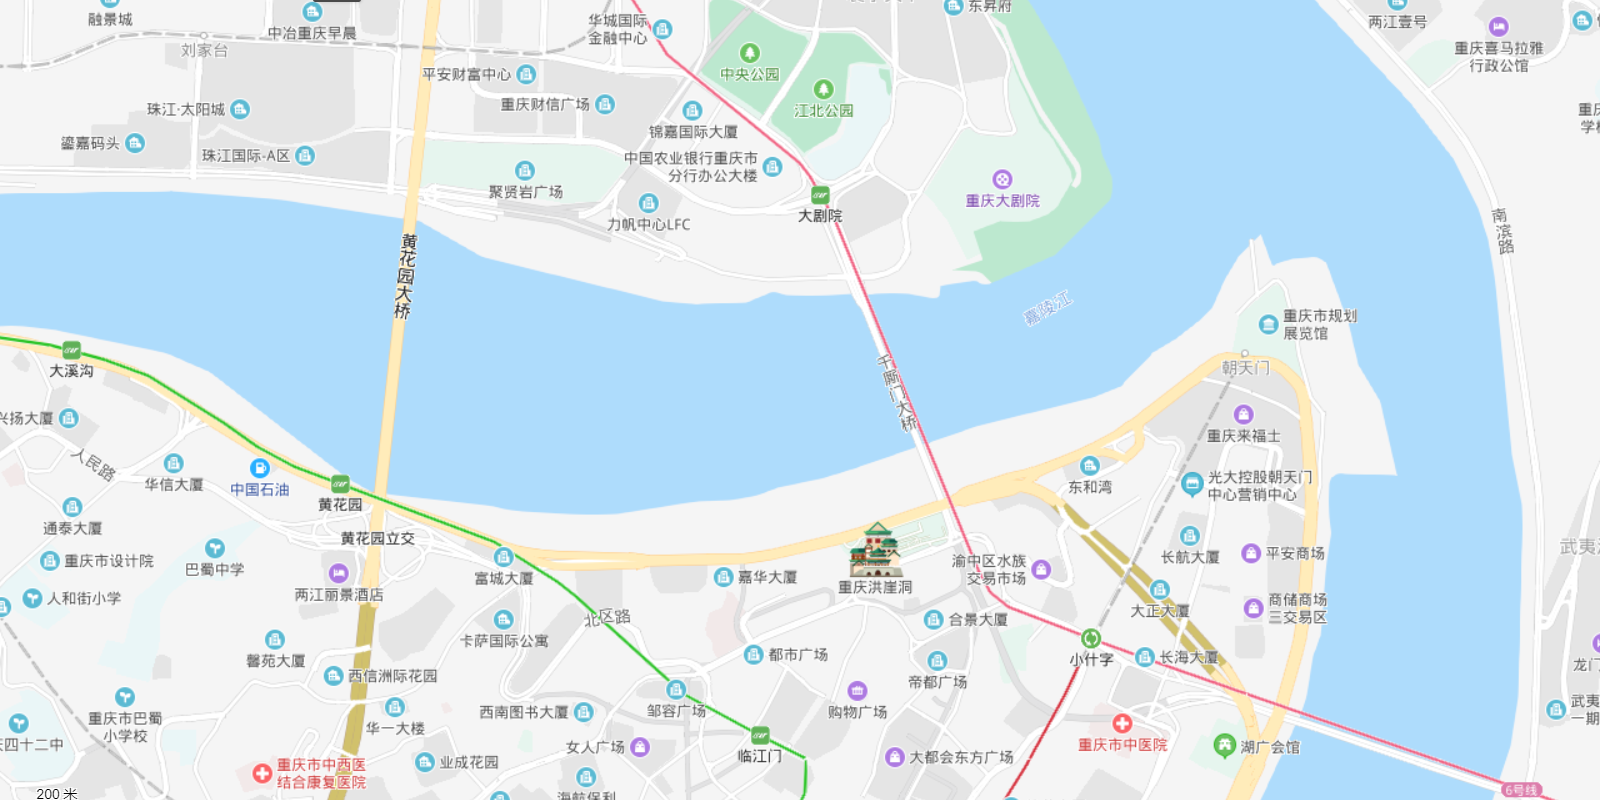 融景城
中冶重庆早晨
刘家台
华城国际
金融中心
东昇府
两江壹号
重庆喜马拉雅
行政公馆
平安财富中心
重庆财信广场
中央公园
江北公园
珠江·太阳城
鎏嘉码头
珠江国际-A区
锦嘉国际大厦
中国农业银行重庆市
分行办公大楼
聚贤岩广场
力帆中心LFC
大剧院
重庆大剧院
南滨路
黄花园大桥
嘉陵江
重庆市规划
展览馆
朝天门
大溪沟
千厮门大桥
兴扬大厦
人民路
华信大厦
中国石油
黄花园
通泰大厦
黄花园立交
重庆市设计院
巴蜀中学
两江丽景酒店
人和街小学
富城大厦
卡萨国际公寓
北区路
嘉华大厦
重庆洪崖洞
渝中区水族
交易市场
合景大厦
重庆来福士
东和湾
光大控股朝天门
中心营销中心
长航大厦
平安商场
大正大厦
商储商场
三交易区
小什字
长海大厦
馨苑大厦
西信洲际花园
都市广场
帝都广场
购物广场
邹容广场
重庆市巴蜀
小学校
华一大楼
西南图书大厦
女人广场
临江门
大都会东方广场
重庆市中医院
湖广会馆
四十二中
重庆市中西医
结合康复医院
业成花园
海航保利
6号线
龙门
武夷
一期
200 米